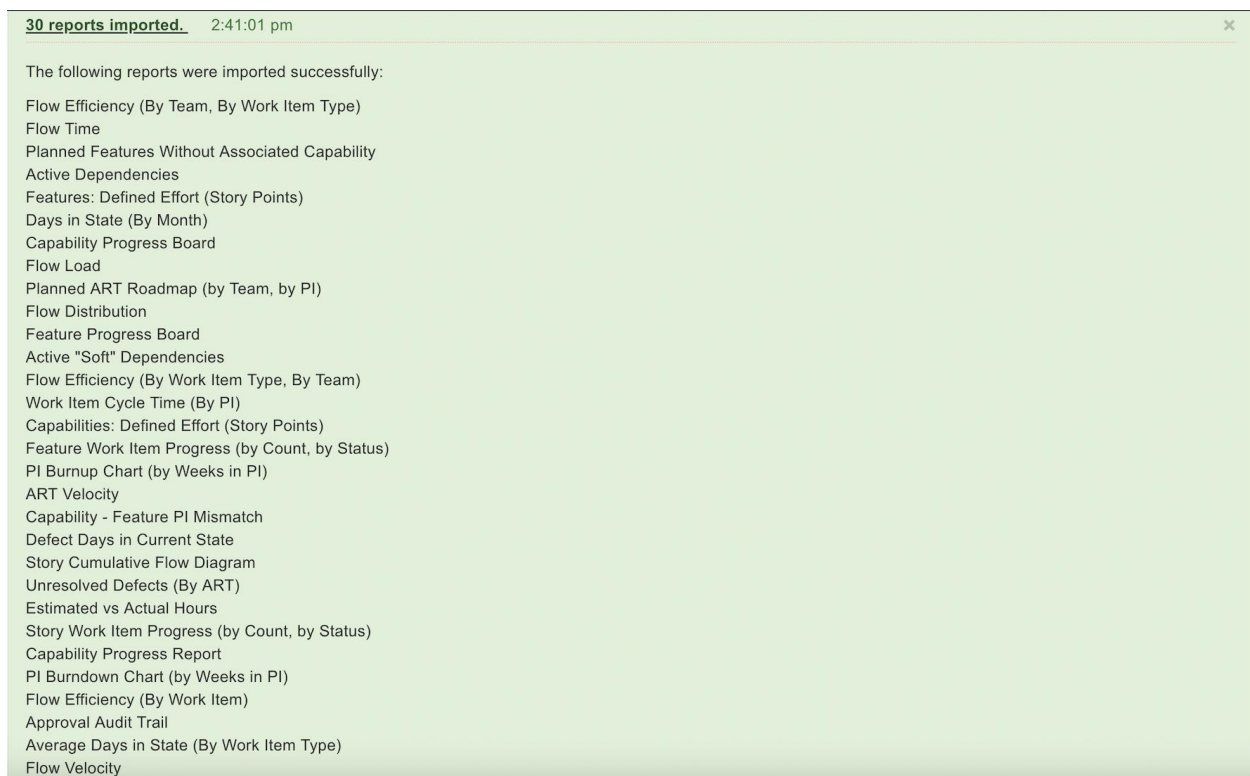 30 reports imported. 2:41:01 pm
The following reports were imported successfully:
Flow Efficiency (By Team, By Work Item Type)
Flow Time
Planned Features Without Associated Capability
Active Dependencies
Features: Defined Effort (Story Points)
Days in State (By Month)
Capability Progress Board
Flow Load
Planned ART Roadmap (by Team, by PI)
Flow Distribution
Feature Progress Board
Active "Soft" Dependencies
Flow Efficiency (By Work Item Type, By Team)
Work Item Cycle Time (By PI)
Capabilities: Defined Effort (Story Points)
Feature Work Item Progress (by Count, by Status)
PI Burnup Chart (by Weeks in PI)
ART Velocity
Capability - Feature PI Mismatch
Defect Days in Current State
Story Cumulative Flow Diagram
Unresolved Defects (By ART)
Estimated vs Actual Hours
Story Work Item Progress (by Count, by Status)
Capability Progress Report
PI Burndown Chart (by Weeks in PI)
Flow Efficiency (By Work Item)
Approval Audit Trail
Average Days in State (By Work Item Type)
Flow Velocity